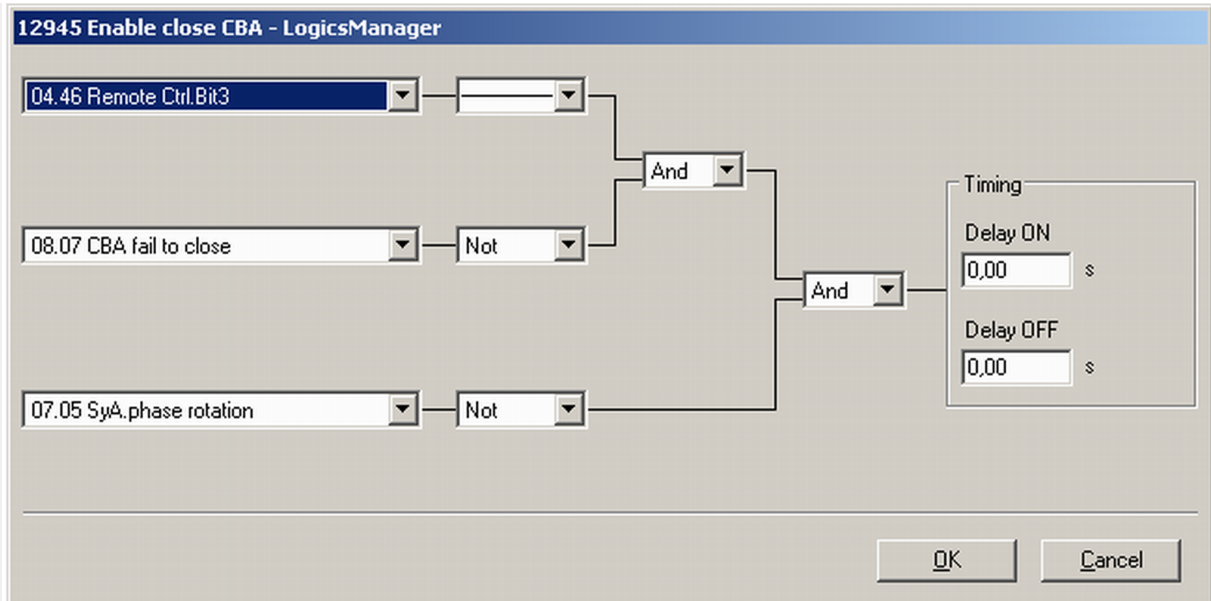 12945 Enable close CBA - LogicsManager
04.46 Remote Ctrl.Bit3
And
Timing
08.07 CBA fail to close
Not
Delay ON
0,00 s
And
Delay OFF
0,00 s
07.05 SyA.phase rotation
Not
OK
Cancel